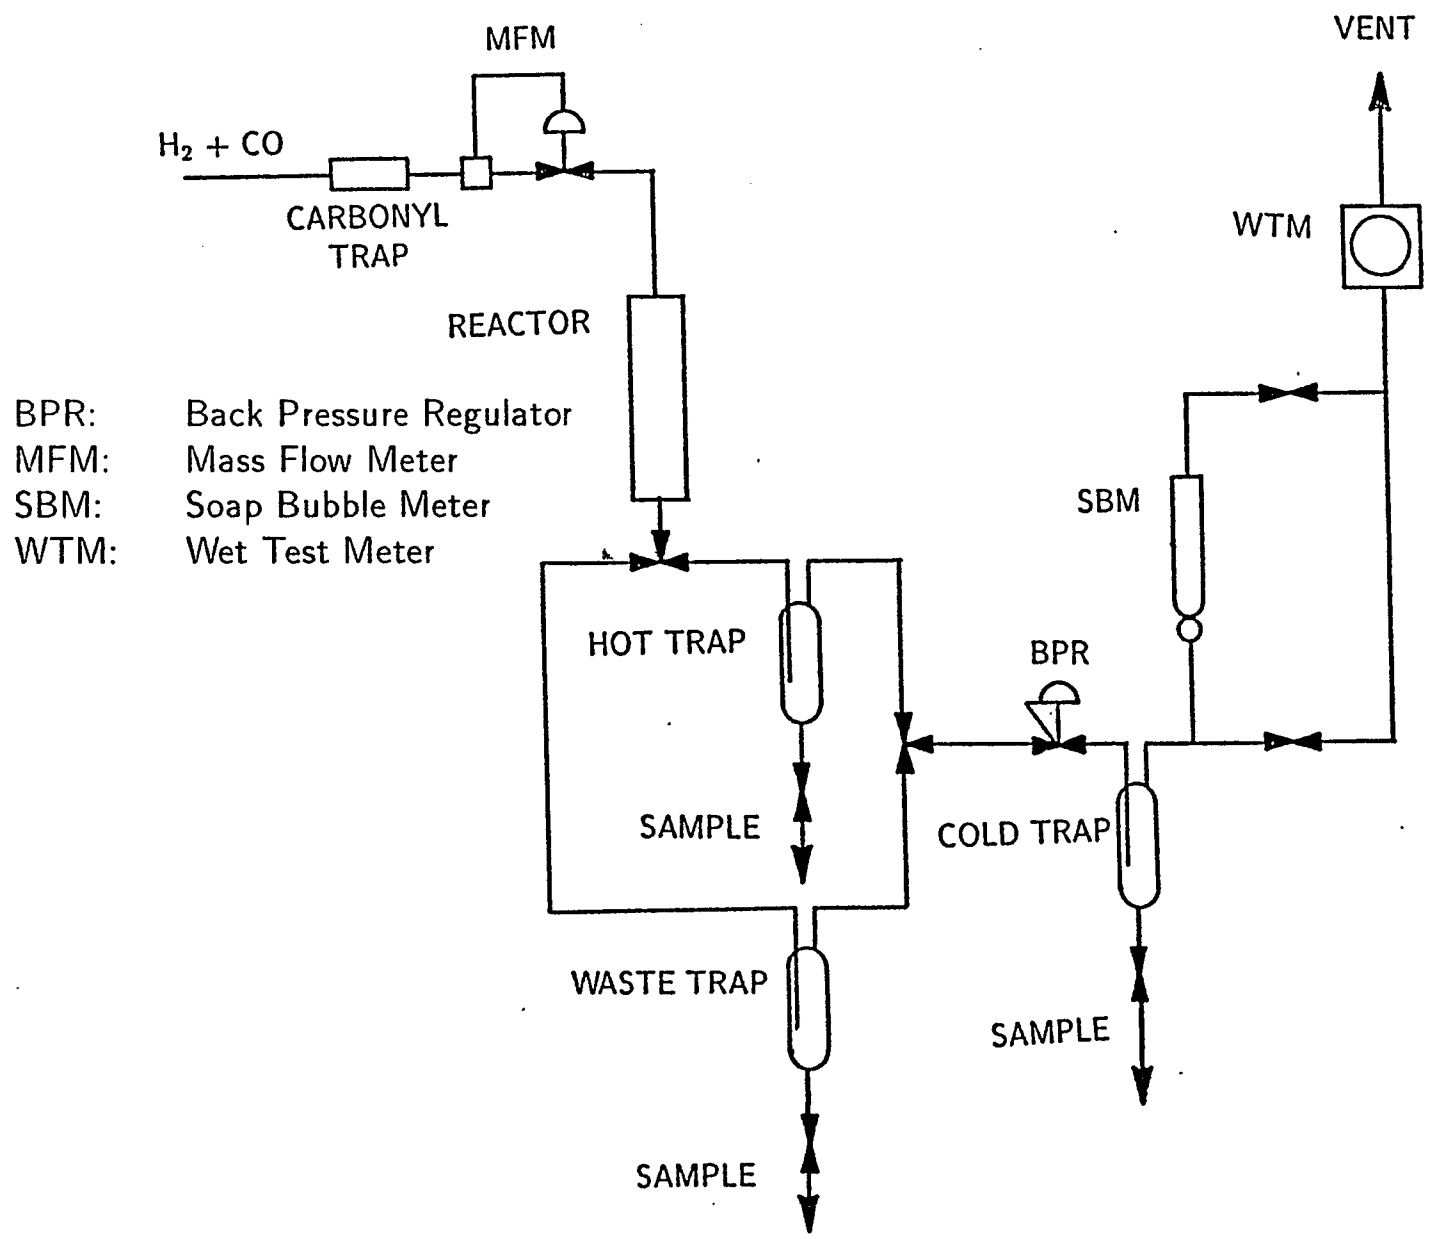 VENT
MFM
H₂ + CO
CARBONYL
TRAP
WTM
REACTOR
BPR: Back Pressure Regulator
MFM: Mass Flow Meter
SBM: Soap Bubble Meter
WTM: Wet Test Meter
SBM
HOT TRAP
BPR
SAMPLE
COLD TRAP
WASTE TRAP
SAMPLE
SAMPLE